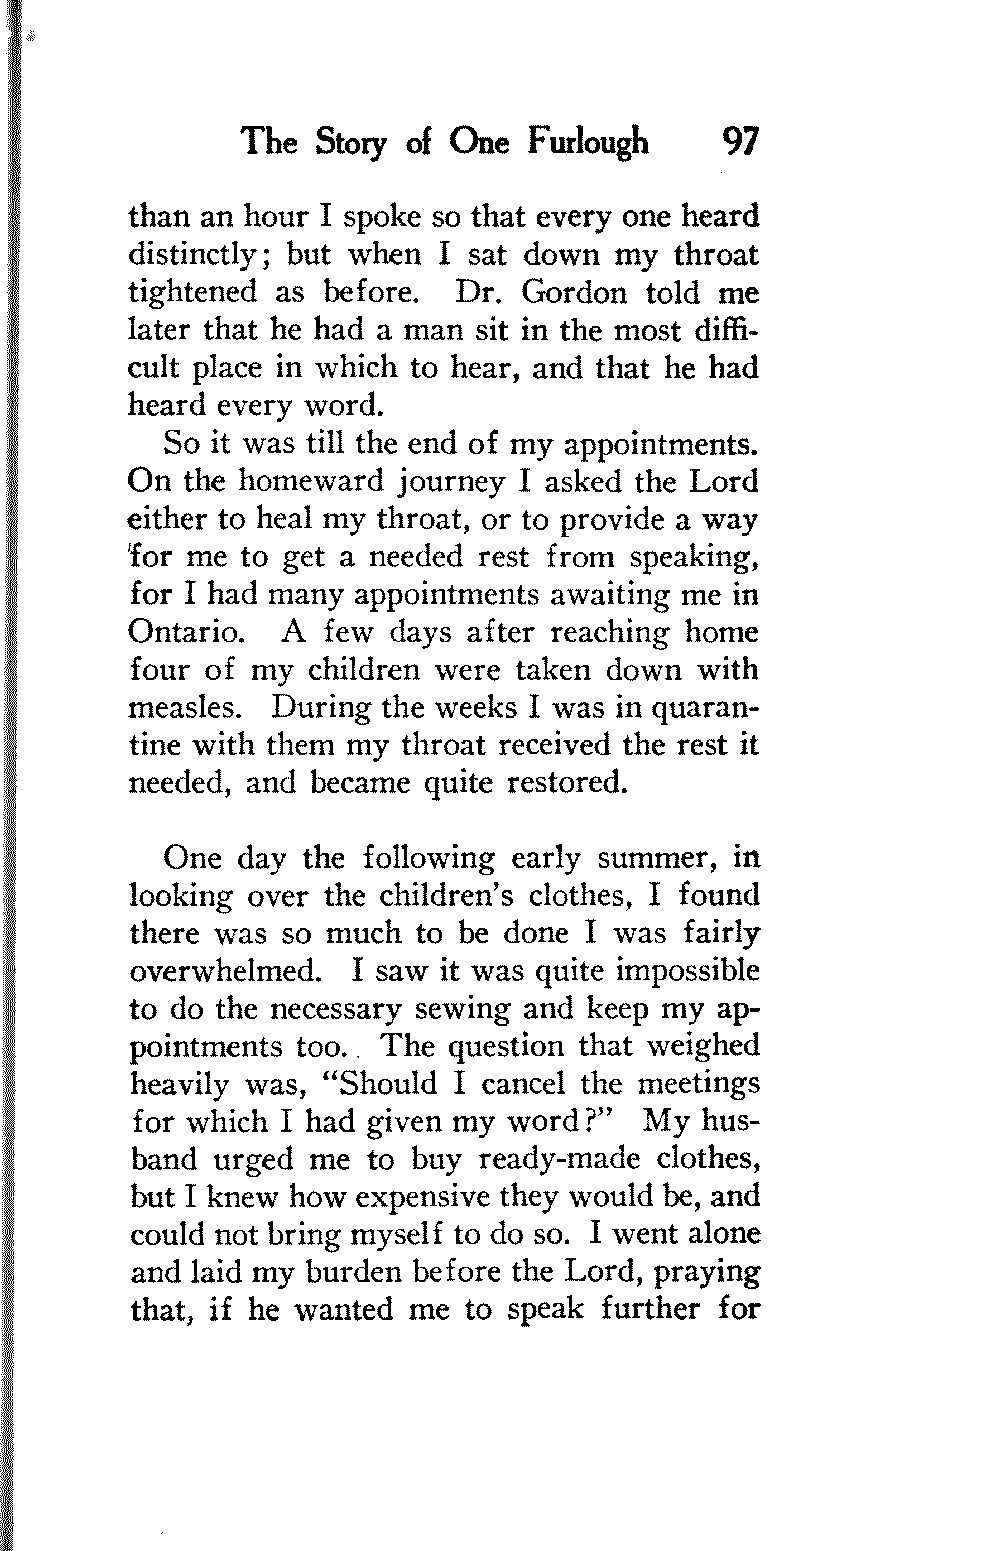 The Story of One Furlough 97
than an hour I spoke so that every one heard
distinctly; but when I sat down my throat
tightened as before. Dr. Gordon told me
later that he had a man sit in the most diffi-
cult place in which to hear, and that he had
heard every word.
So it was till the end of my appointments.
On the homeward journey I asked the Lord
either to heal my throat, or to provide a way
for me to get a needed rest from speaking,
for I had many appointments awaiting me in
Ontario. A few days after reaching home
four of my children were taken down with
measles. During the weeks I was in quaran-
tine with them my throat received the rest it
needed, and became quite restored.
One day the following early summer, in
looking over the children's clothes, I found
there was so much to be done I was fairly
overwhelmed. I saw it was quite impossible
to do the necessary sewing and keep my ap-
pointments too. The question that weighed
heavily was, "Should I cancel the meetings
for which I had given my word?" My hus-
band urged me to buy ready-made clothes,
but I knew how expensive they would be, and
could not bring myself to do so. I went alone
and laid my burden before the Lord, praying
that, if he wanted me to speak further for